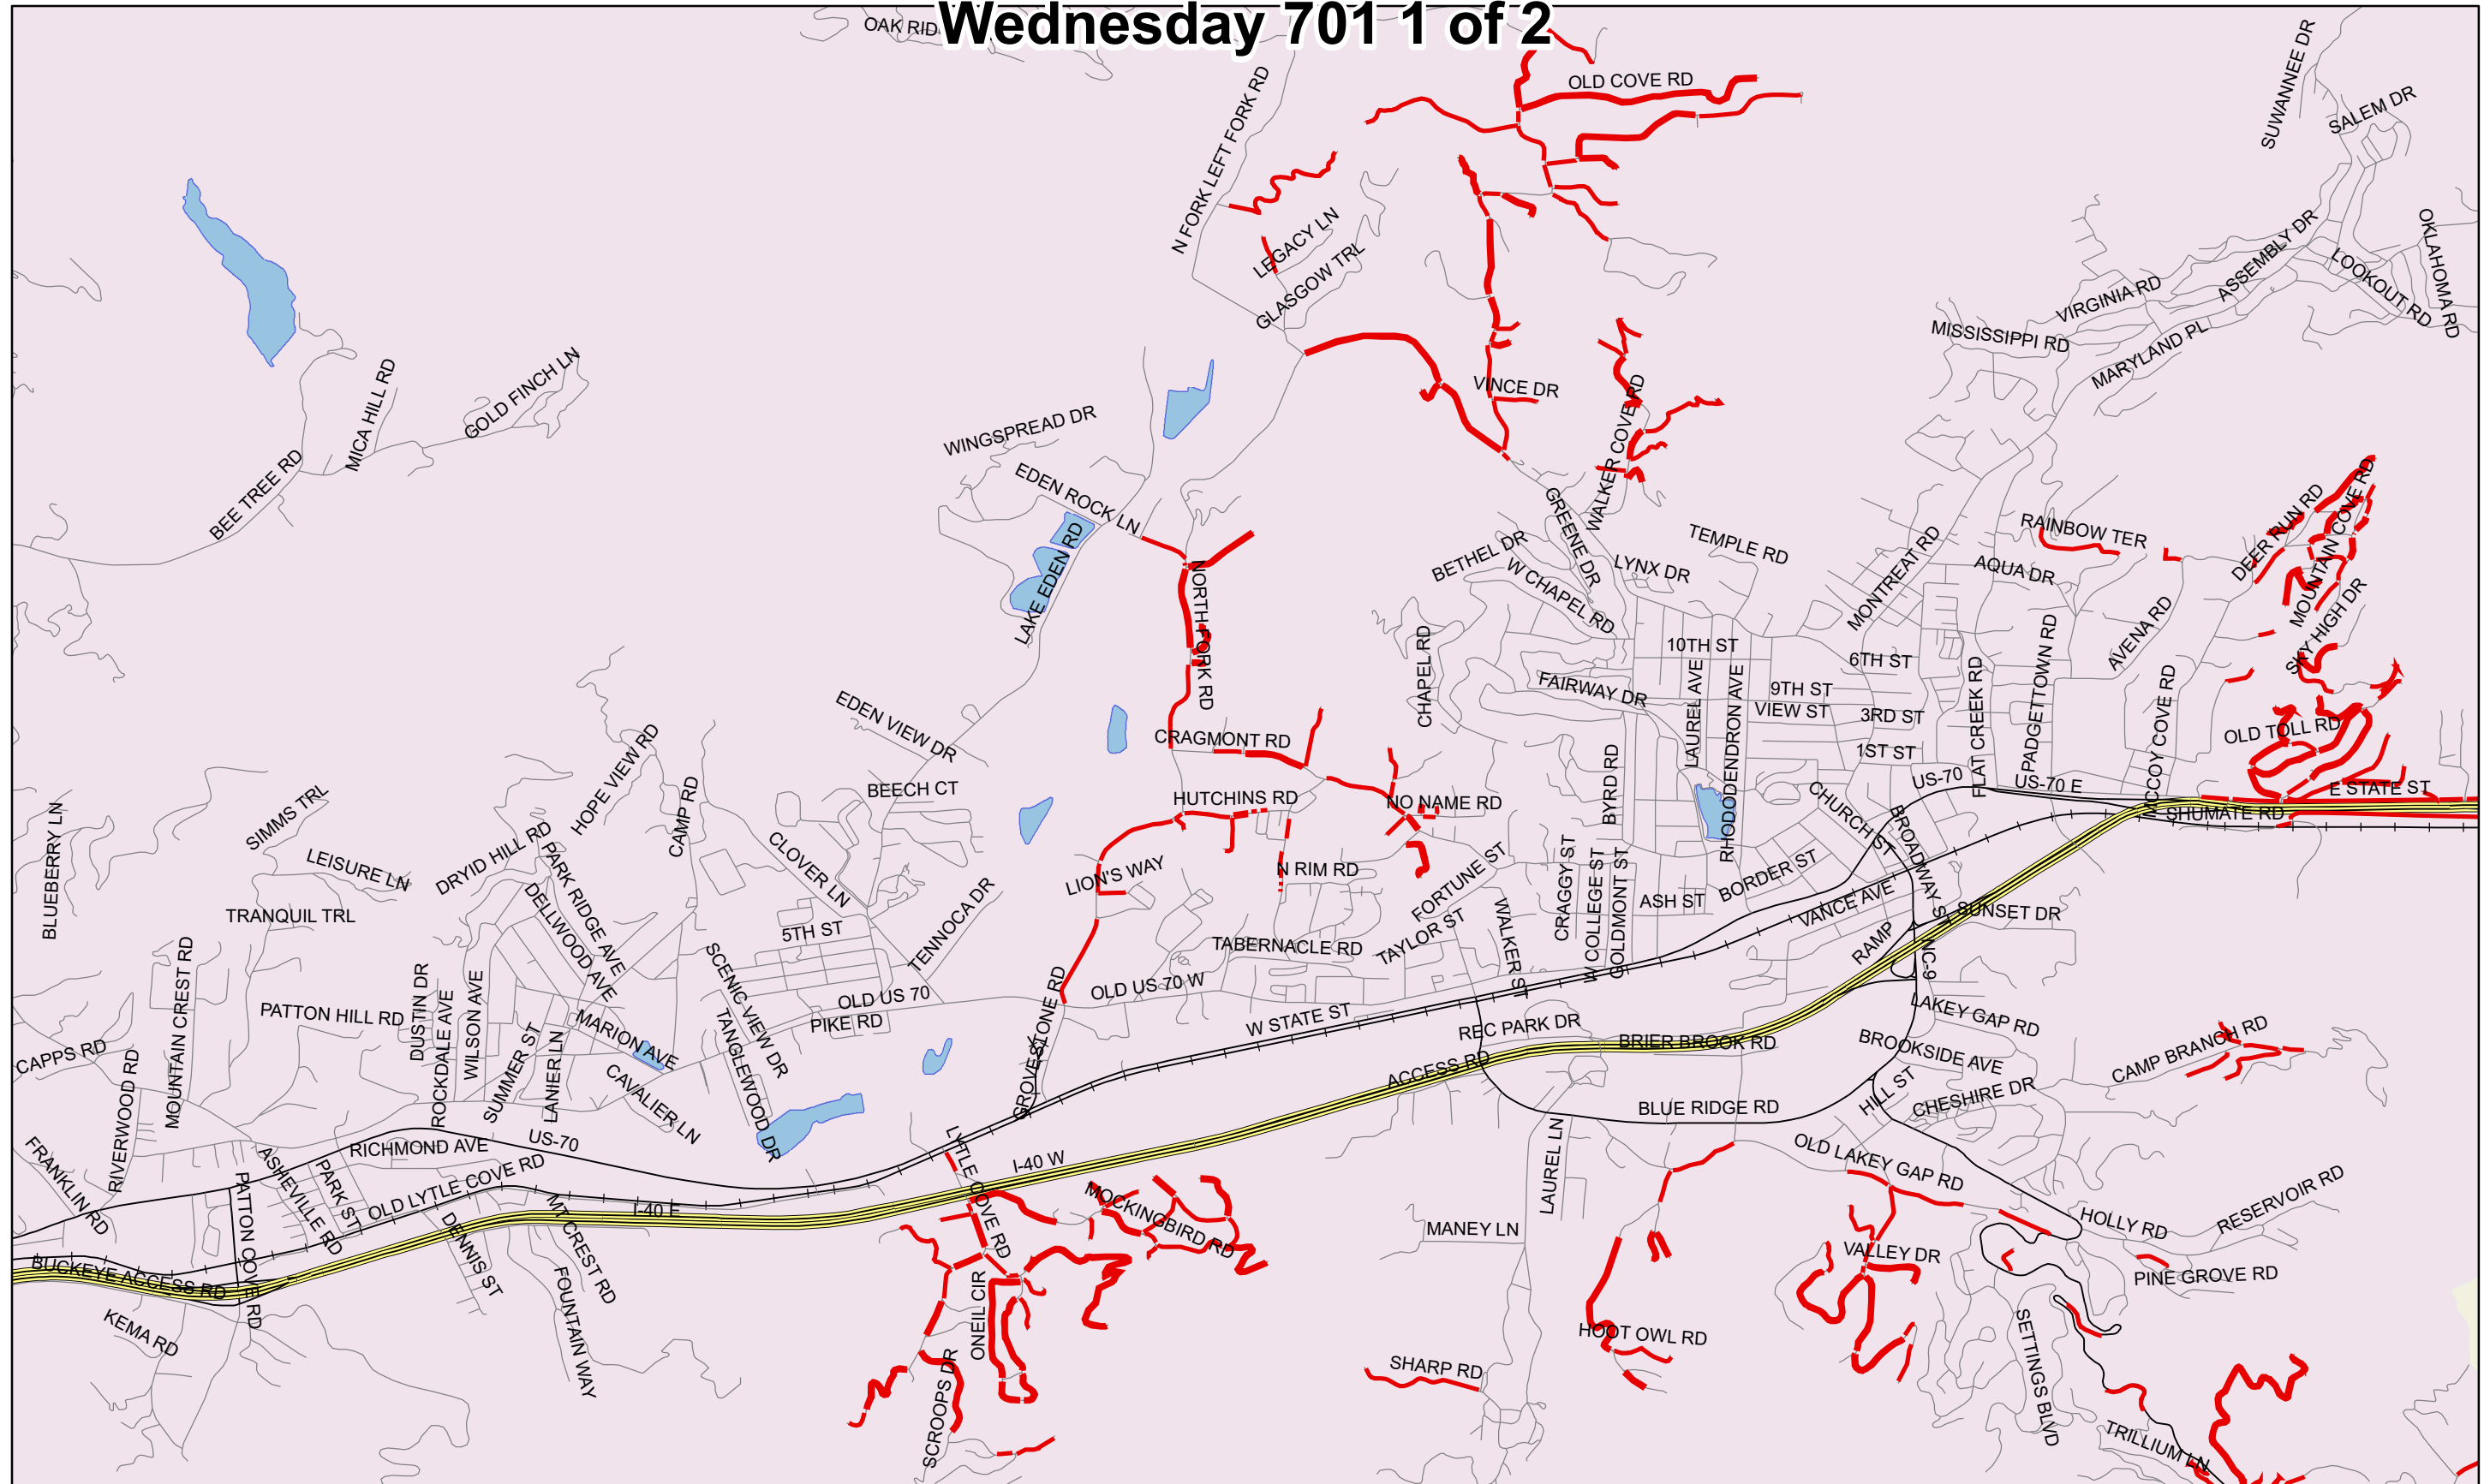 Wednesday 701 1 of 2
OAK RID
SUWANNEE DR
SALEM DR
OLD COVE RD
N FORK LEFT FORK RD
LEGACY LN
GLASGOW TRL
OKLAHOMA RD
ASSEMBLY DR
LOOKOUT RD
VIRGINIA RD
MISSISSIPPI RD
MARYLAND PL
MICA HILL RD
GOLD FINCH LN
BEE TREE RD
WINGSPREAD DR
EDEN ROCK LN
VINCE DR
WALKER COVE RD
GREENE DR
LAKE EDEN RD
NORTH FORK RD
BETHEL DR
W CHAPEL RD
LYNX DR
TEMPLE RD
MONTREAT RD
RAINBOW TER
AQUA DR
DEER RUN RD
MOUNTAIN COVE RD
SKY HIGH DR
AVENA RD
PADGETTOWN RD
CHAPEL RD
10TH ST
6TH ST
FAIRWAY DR
LAUREL AVE
RHODODENDRON AVE
9TH ST
VIEW ST
3RD ST
1ST ST
FLAT CREEK RD
MCCOY COVE RD
OLD TOLL RD
EDEN VIEW DR
HOPE VIEW RD
CAMP RD
BEECH CT
CRAGMONT RD
HUTCHINS RD
NO NAME RD
BYRD RD
US-70
US-70 E
E STATE ST
SHUMATE RD
CHURCH ST
BROADWAY ST
BLUEBERRY LN
SIMMS TRL
LEISURE LN
DRYID HILL RD
PARK RIDGE AVE
DELLWOOD AVE
CLOVER LN
LION'S WAY
N RIM RD
FORTUNE ST
CRAGGY ST
W COLLEGE ST
GOLDMONT ST
ASH ST
BORDER ST
VANCE AVE
SUNSET DR
TRANQUIL TRL
5TH ST
TENNOCA DR
TABERNACLE RD
TAYLOR ST
WALKER ST
RAMP
NC-9
MOUNTAIN CREST RD
DUSTIN DR
ROCKDALE AVE
WILSON AVE
SCENIC VIEW DR
OLD US 70
PIKE RD
GROVESTONE RD
OLD US 70 W
W STATE ST
REC PARK DR
BRIER BROOK RD
LAKEY GAP RD
PATTON HILL RD
SUMMER ST
LANIER LN
MARION AVE
TANGLEWOOD DR
ACCESS RD
BROOKSIDE AVE
CAMP BRANCH RD
CAPPS RD
RIVERWOOD RD
CAVALIER LN
BLUE RIDGE RD
HILL ST
CHESHIRE DR
FRANKLIN RD
RICHMOND AVE
US-70
LYTLE COVE RD
I-40 W
LAUREL LN
OLD LAKEY GAP RD
PATTON COVE RD
ASHEVILLE RD
PARK ST
OLD LYTLE COVE RD
I-40 E
MOCKINGBIRD RD
MANEY LN
HOLLY RD
RESERVOIR RD
DENNIS ST
MT CREST RD
VALLEY DR
PINE GROVE RD
BUCKEYE ACCESS RD
KEMA RD
FOUNTAIN WAY
ONEIL CIR
SCROOPS DR
HOOT OWL RD
SHARP RD
SETTINGS BLVD
TRILLIUM LN